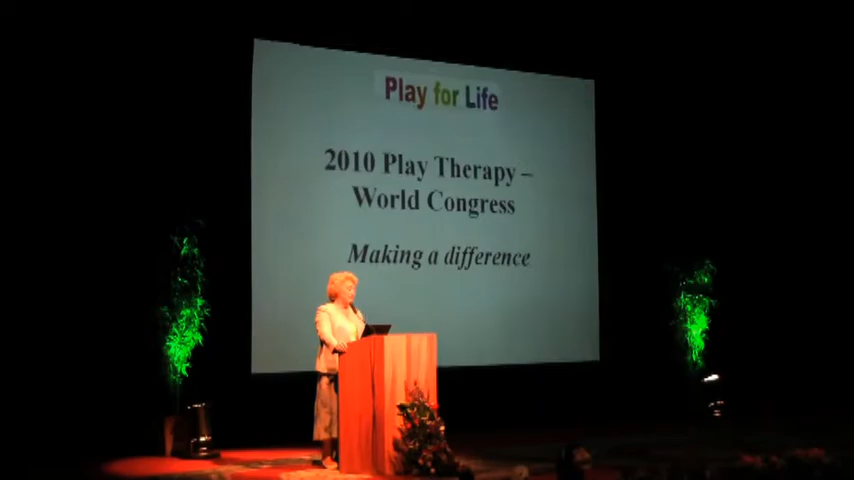 Play for Life
2010 Play Therapy –
World Congress
Making a difference